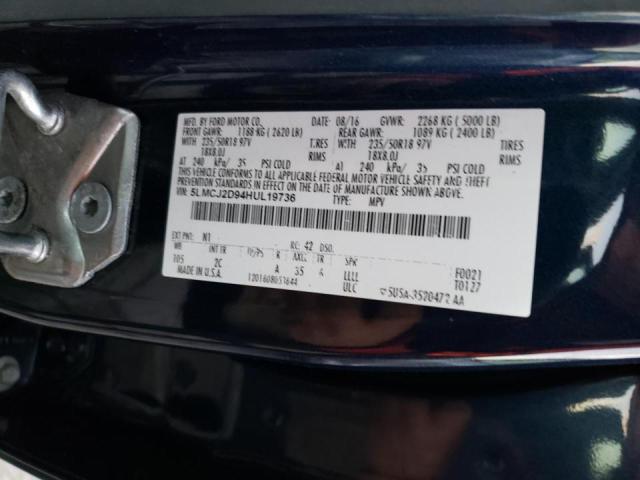 MFD. BY FORD MOTOR CO. DATE: 08/16 GVWR: 2268 KG ( 5000 LB)
FRONT GAWR: 1188 KG ( 2620 LB) REAR GAWR: 1089 KG ( 2400 LB)
WITH 235/50R18 97V TIRES WITH 235/50R18 97V TIRES
18X8.0J RIMS 18X8.0J RIMS
AT 240 kPa/ 35 PSI COLD AT 240 kPa/ 35 PSI COLD
THIS VEHICLE CONFORMS TO ALL APPLICABLE FEDERAL MOTOR VEHICLE SAFETY AND THEFT
PREVENTION STANDARDS IN EFFECT ON THE DATE OF MANUFACTURE SHOWN ABOVE.
VIN: 5LMCJ2D94HUL19736 TYPE: MPV
EXT PNT: N1 RC: 42 DSO:
WB INT TR R AXL TR SPR
105 2C A 35 LLLL F0021
MADE IN U.S.A. ULC T0127
5U5A-3520472 AA